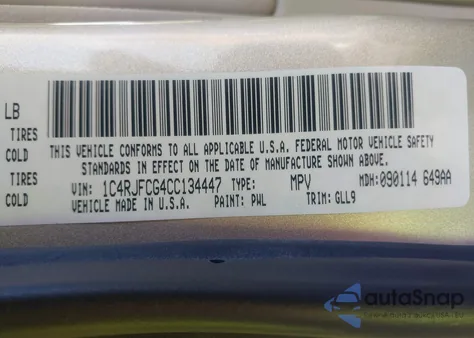 LB
TIRES
COLD
TIRES
COLD
THIS VEHICLE CONFORMS TO ALL APPLICABLE U.S.A. FEDERAL MOTOR VEHICLE SAFETY
STANDARDS IN EFFECT ON THE DATE OF MANUFACTURE SHOWN ABOVE.
VIN: 1C4RJFCG4CC134447 TYPE: MPV MDH:090114 649AA
VEHICLE MADE IN U.S.A. PAINT: PWL TRIM: GLL9
autoSnap